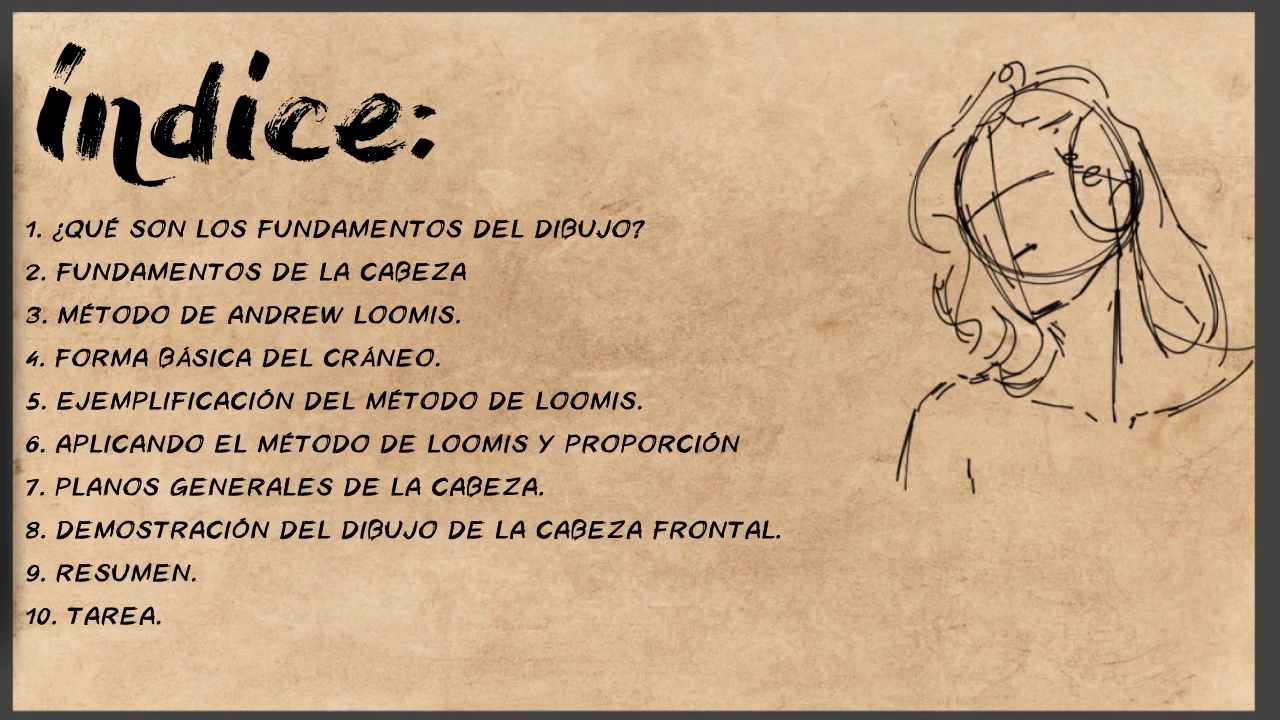 índice:
1. ¿QUÉ SON LOS FUNDAMENTOS DEL DIBUJO?
2. FUNDAMENTOS DE LA CABEZA
3. MÉTODO DE ANDREW LOOMIS.
4. FORMA BÁSICA DEL CRÁNEO.
5. EJEMPLIFICACIÓN DEL MÉTODO DE LOOMIS.
6. APLICANDO EL MÉTODO DE LOOMIS Y PROPORCIÓN
7. PLANOS GENERALES DE LA CABEZA.
8. DEMOSTRACIÓN DEL DIBUJO DE LA CABEZA FRONTAL.
9. RESUMEN.
10. TAREA.